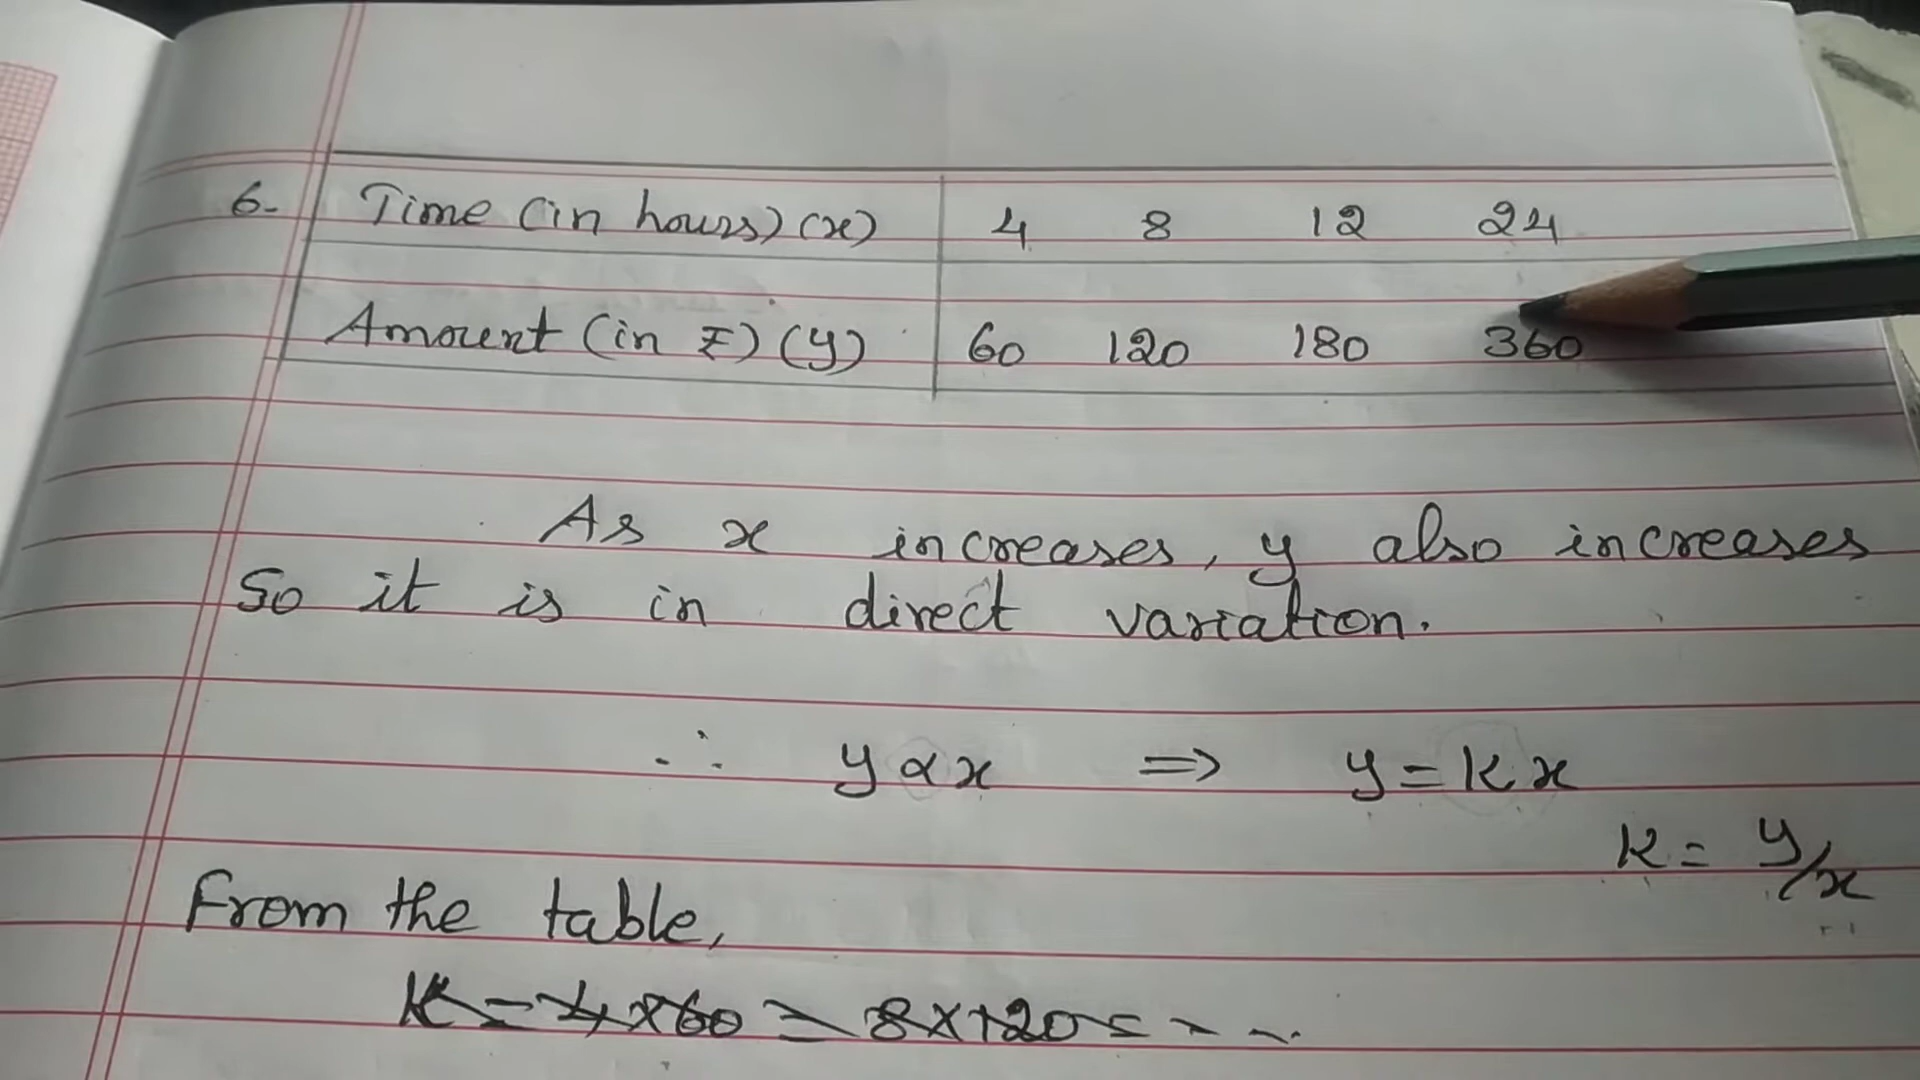 6. Time (in hours) (x) 4 8 12 24
Amount (in ₹) (y) 60 120 180 360
As x increases, y also increases
So it is in direct variation.
∴ y ∝ x ⇒ y = kx
k = y/x
From the table,
K = 4×60 = 8×120 = - -